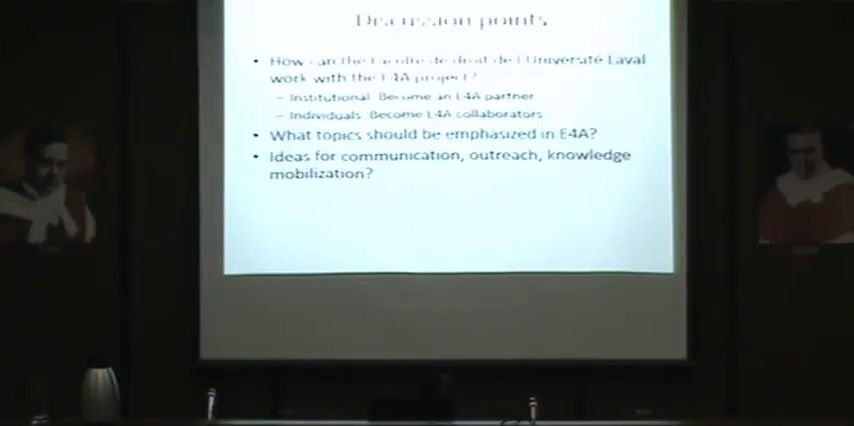 Discussion points
• How can the Faculté de droit de l'Université Laval
work with the E4A project?
– Institutional: Become an E4A partner
– Individuals: Become E4A collaborators
• What topics should be emphasized in E4A?
• Ideas for communication, outreach, knowledge
mobilization?